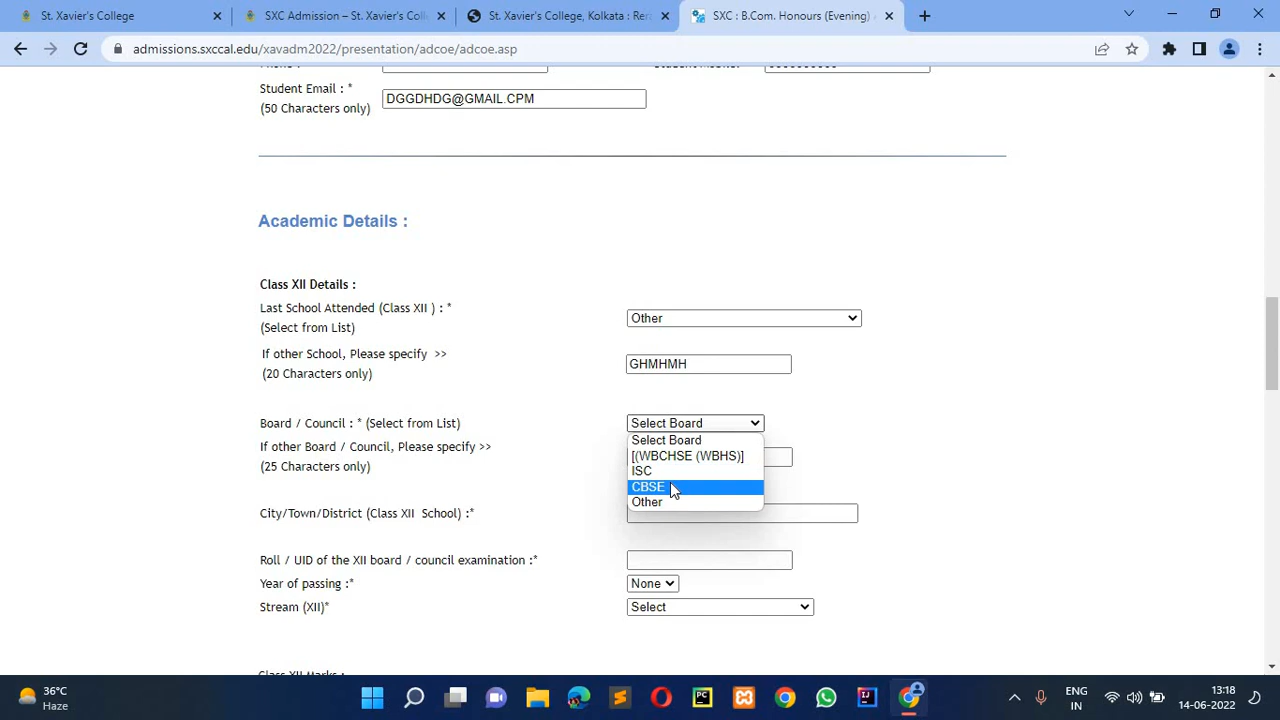 St. Xavier's College
SXC Admission – St. Xavier's C
St. Xavier's College, Kolkata : Rer
SXC : B.Com. Honours (Evening)
admissions.sxccal.edu/xavadm2022/presentation/adcoe/adcoe.asp
Student Email : *
(50 Characters only)
DGGDHDG@GMAIL.CPM
Academic Details :
Class XII Details :
Last School Attended (Class XII ) : *
(Select from List)
Other
If other School, Please specify >>
(20 Characters only)
GHMHMH
Board / Council : * (Select from List)
Select Board
Select Board
[(WBCHSE (WBHS)]
ISC
CBSE
Other
If other Board / Council, Please specify >>
(25 Characters only)
City/Town/District (Class XII School) :*
Roll / UID of the XII board / council examination :*
Year of passing :*
None
Stream (XII)*
Select
Class XII Marks :
36°C
Haze
ENG
IN
13:18
14-06-2022